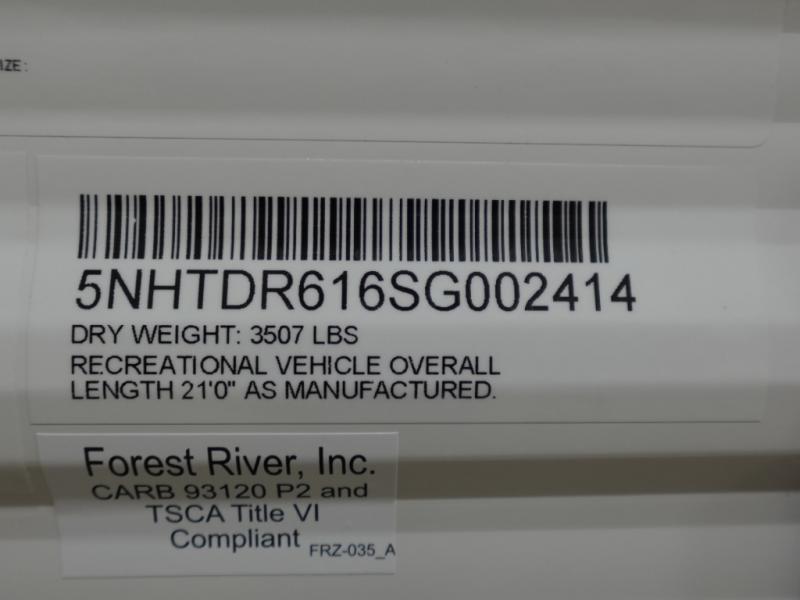 5NHTDR616SG002414
DRY WEIGHT: 3507 LBS
RECREATIONAL VEHICLE OVERALL
LENGTH 21'0" AS MANUFACTURED.
Forest River, Inc.
CARB 93120 P2 and
TSCA Title VI
Compliant FRZ-035_A